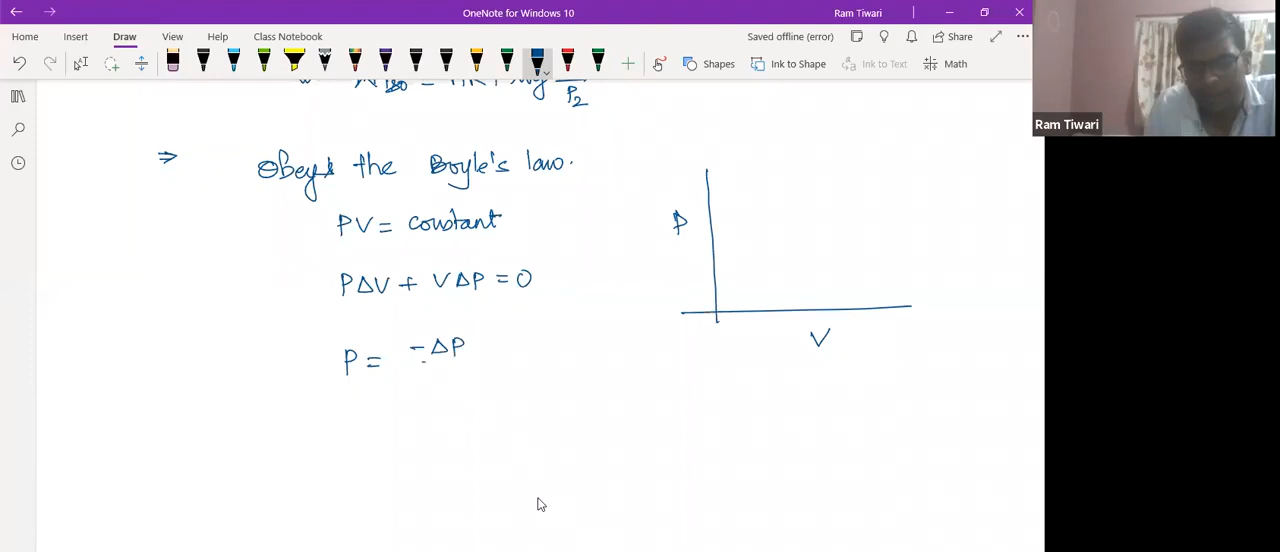 OneNote for Windows 10
Ram Tiwari
Home Insert Draw View Help Class Notebook
Saved offline (error) Share
Shapes Ink to Shape Ink to Text Math
P2
Ram Tiwari
⇒ Obeys the Boyle's law.
PV = constant
PΔV + VΔP = 0
P = -ΔP
P
V